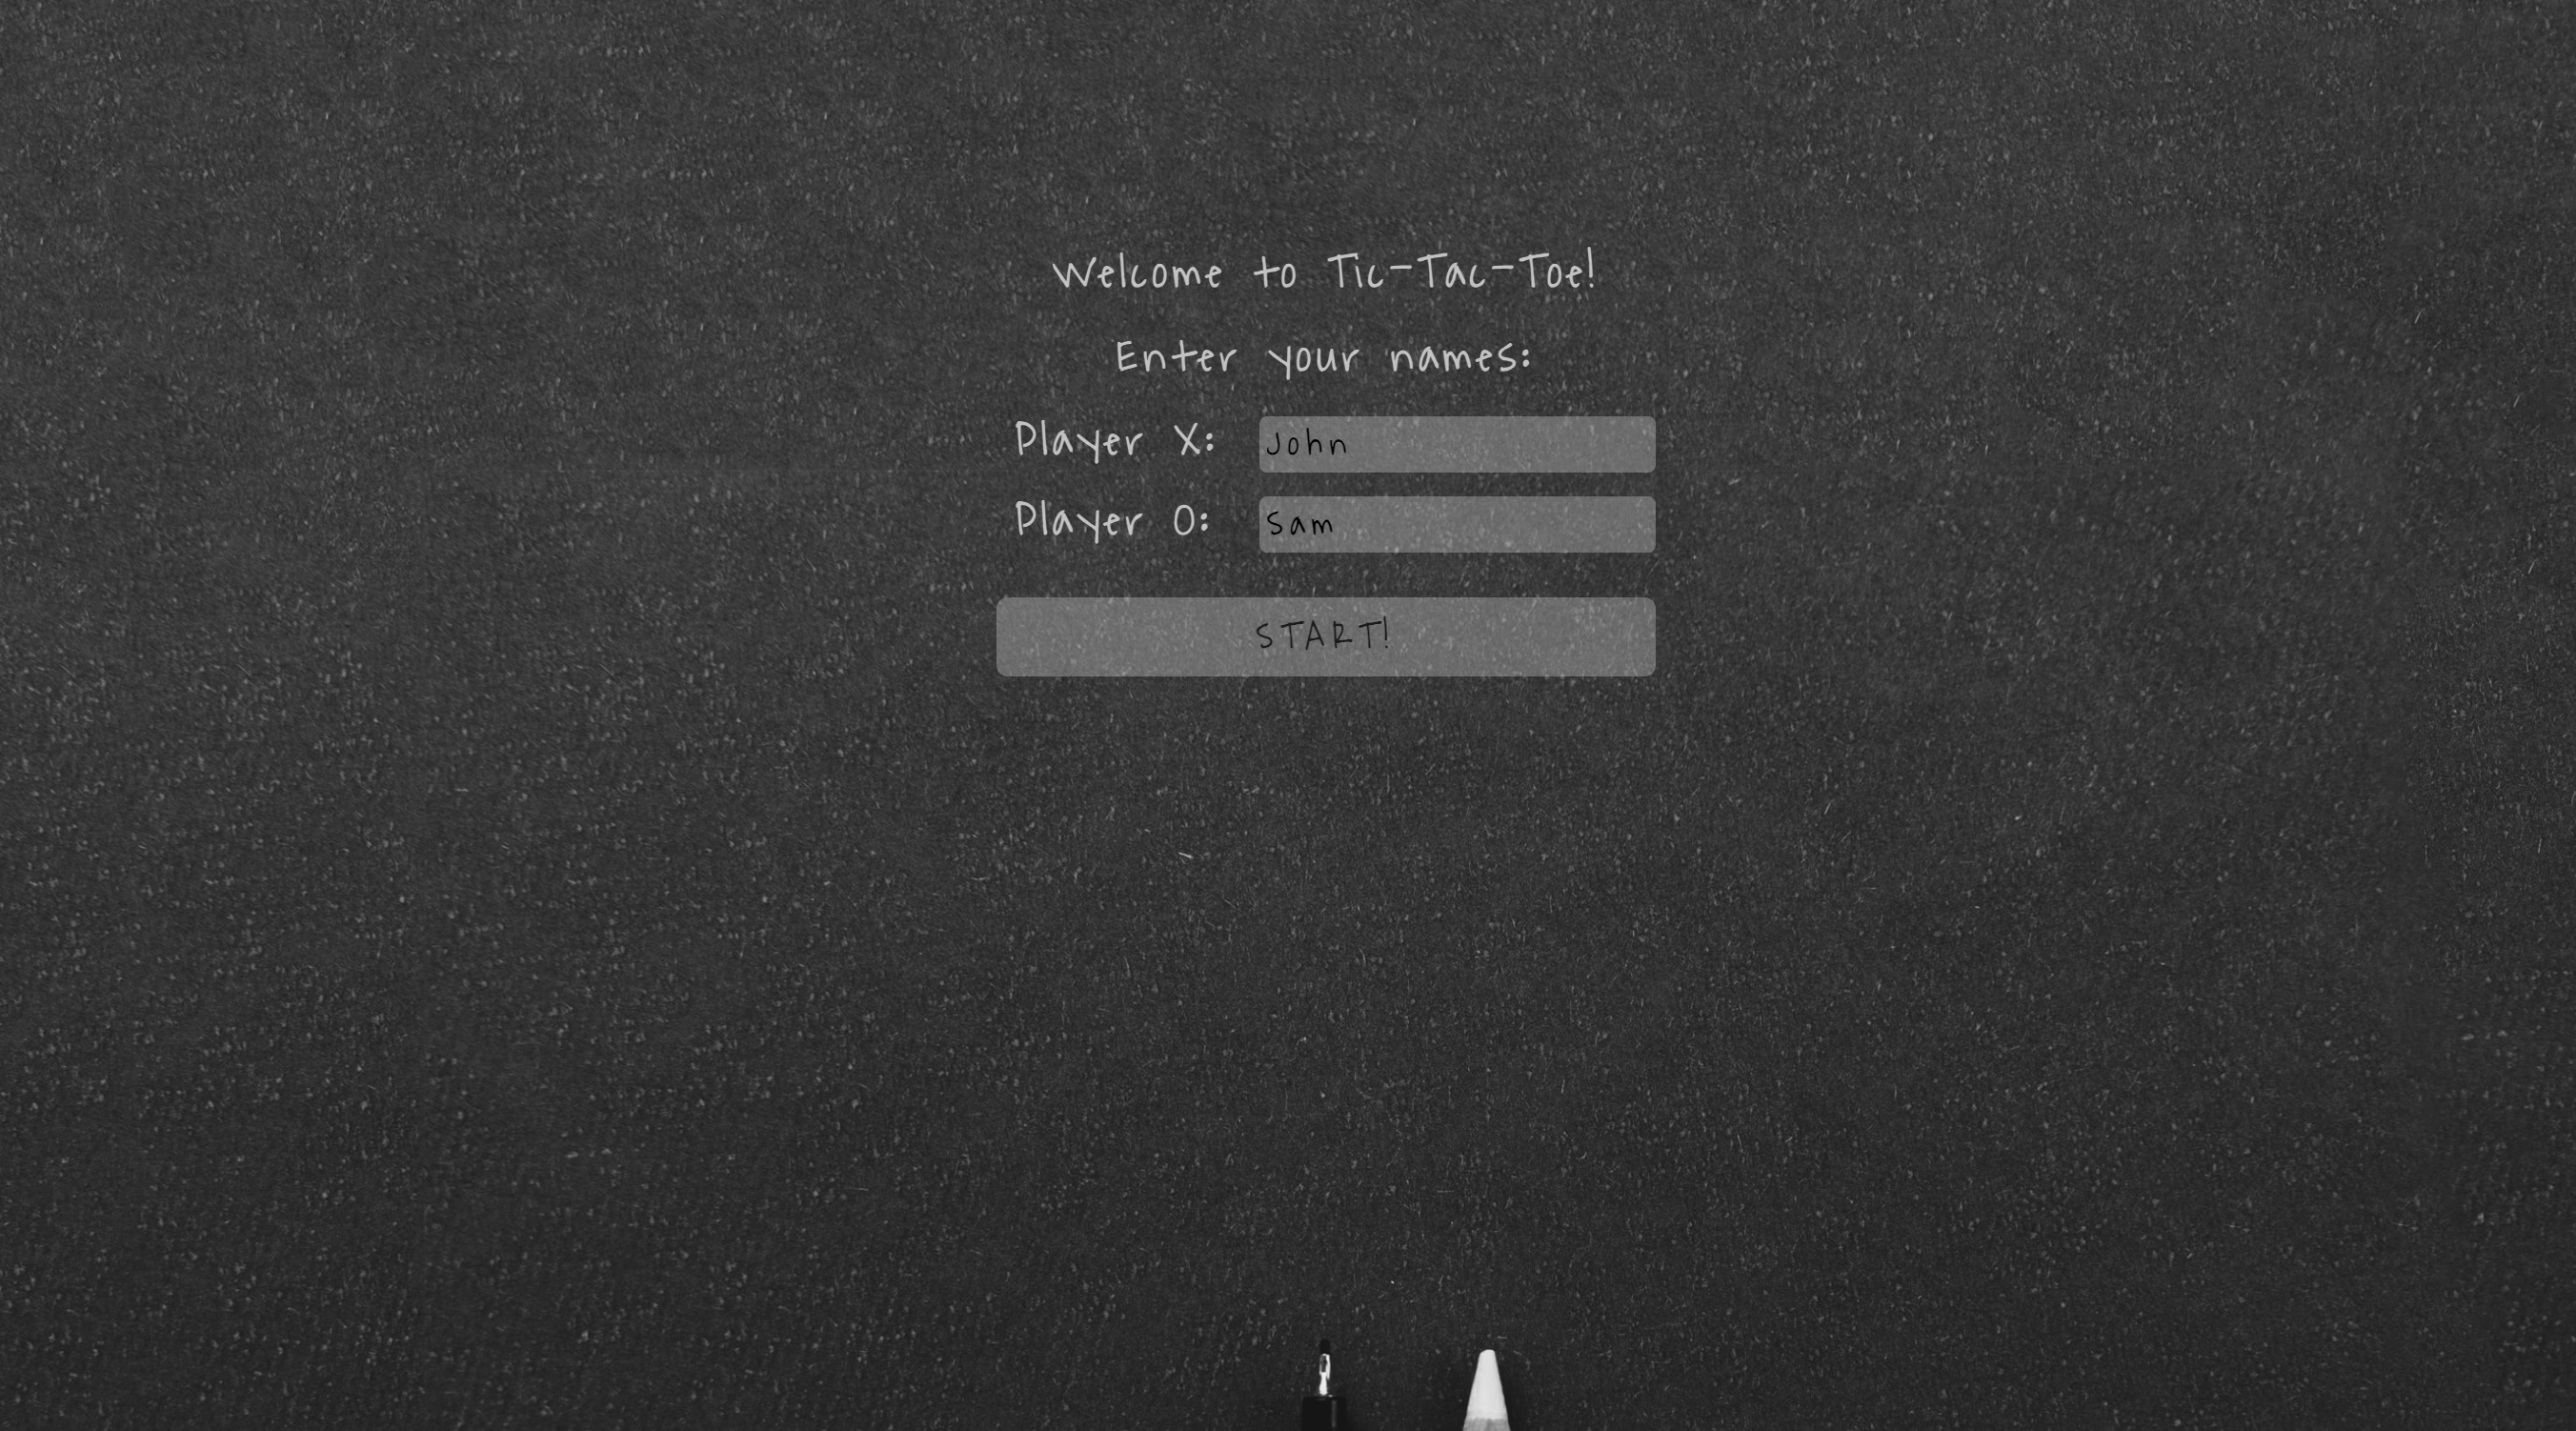 Welcome to Tic-Tac-Toe!
Enter your names:
Player X: John
Player O: Sam
START!